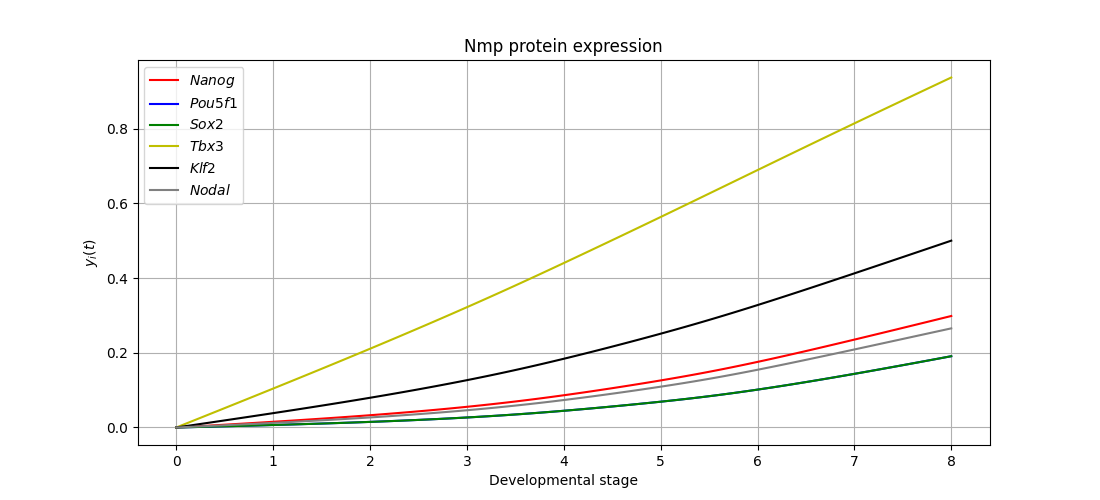 Nmp protein expression
Nanog
Pou5f1
Sox2
Tbx3
Klf2
Nodal
0.8
0.6
0.4
0.2
0.0
y_i(t)
0 1 2 3 4 5 6 7 8
Developmental stage